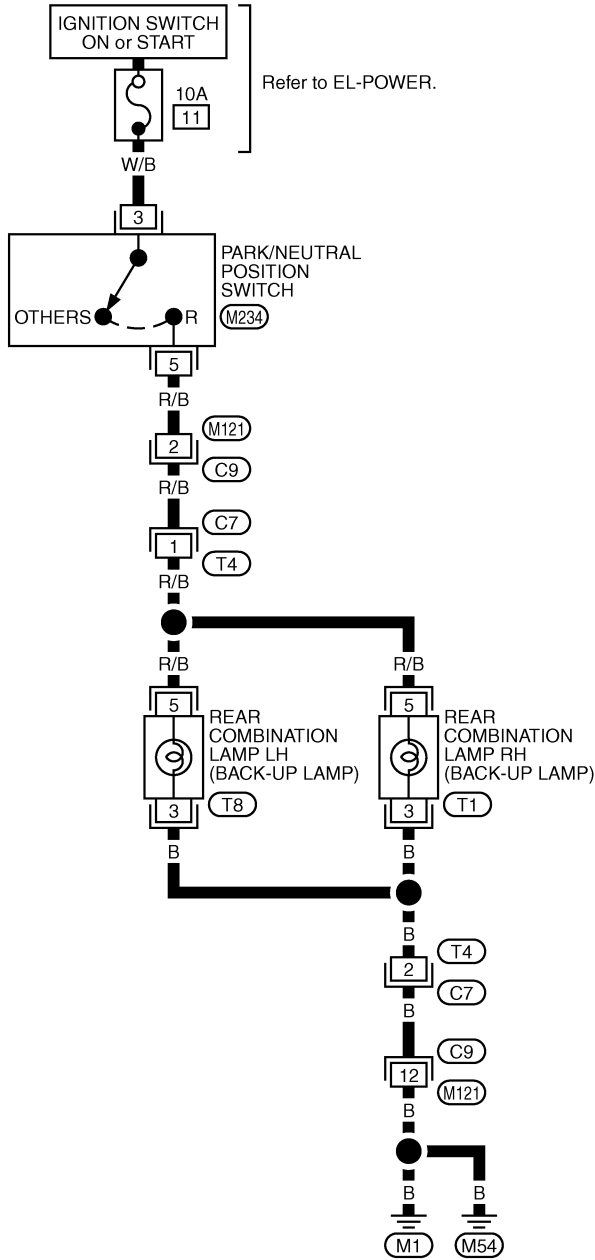 IGNITION SWITCH
ON or START
Refer to EL-POWER.
10A
11
W/B
3
PARK/NEUTRAL
POSITION
SWITCH
OTHERS
R
M234
5
R/B
M121
2
C9
R/B
C7
1
T4
R/B
R/B
R/B
5
REAR
COMBINATION
LAMP LH
(BACK-UP LAMP)
T8
3
B
5
REAR
COMBINATION
LAMP RH
(BACK-UP LAMP)
T1
3
B
B
T4
2
C7
B
C9
12
M121
B
B
B
M1
M54